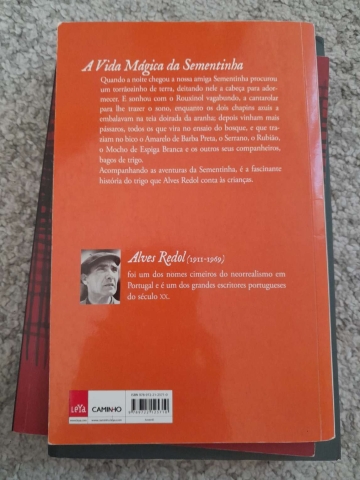 A Vida Mágica da Sementinha
Quando a noite chegou a nossa amiga Sementinha procurou
um torrãozinho de terra, deitando nele a cabeça para ador-
mecer. E sonhou com o Rouxinol vagabundo, a cantarolar
para lhe trazer o sono, enquanto os dois chapins azuis a
embalavam na teia doirada da aranha; depois vinham mais
pássaros, todos os que vira no ensaio do bosque, e que tra-
ziam no bico o Amarelo de Barba Preta, o Serrano, o Rubião,
o Mocho de Espiga Branca e os outros seus companheiros,
bagos de trigo.
Acompanhando as aventuras da Sementinha, é a fascinante
história do trigo que Alves Redol conta às crianças.
Alves Redol (1911-1969)
foi um dos nomes cimeiros do neorrealismo em
Portugal e é um dos grandes escritores portugueses
do século XX.
LeYa
CAMINHO